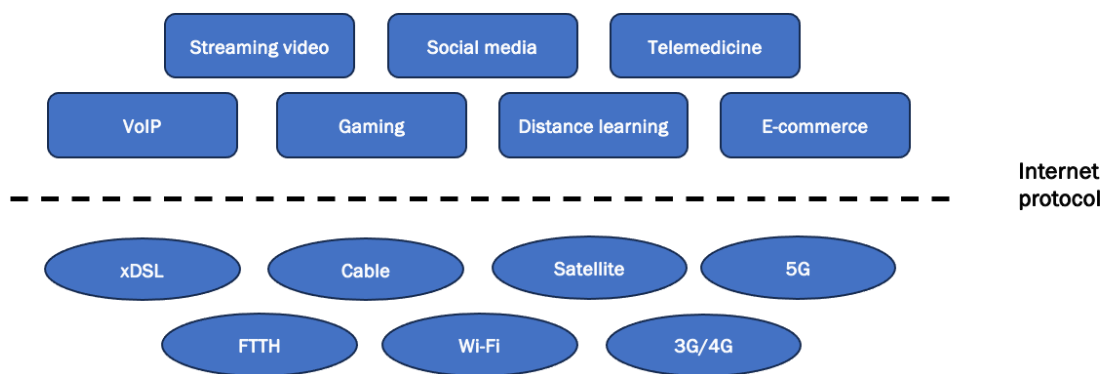 Streaming video
Social media
Telemedicine
VoIP
Gaming
Distance learning
E-commerce
Internet
protocol
xDSL
Cable
Satellite
5G
FTTH
Wi-Fi
3G/4G